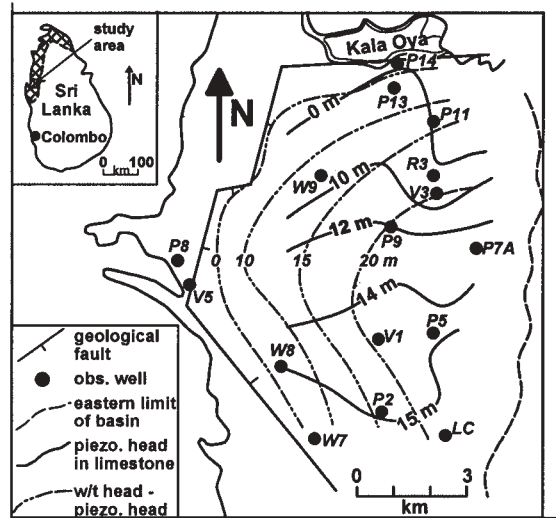 study
area
N
Sri
Lanka
Colombo
0 100
km
Kala Oya
P14
P13
0 m
P11
N
10 m
R3
W9
V3
12 m
P9
P7A
P8
0 10 15 20 m
V5
14 m
V1
P5
W8
P2
15 m
W7
LC
geological
fault
obs. well
eastern limit
of basin
piezo. head
in limestone
w/t head -
piezo. head
0 3
km